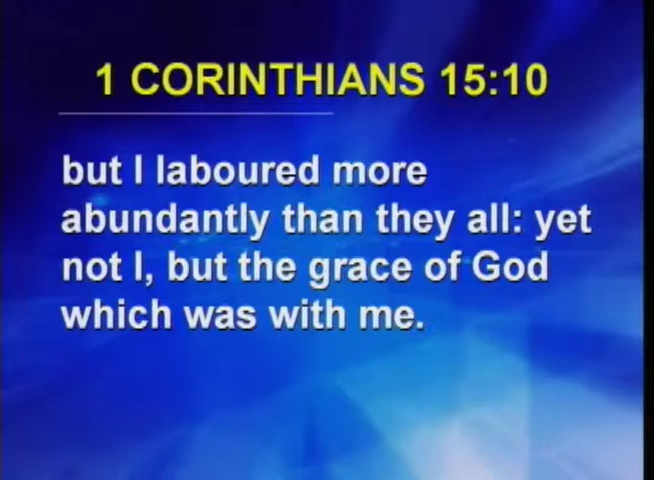 1 CORINTHIANS 15:10
but I laboured more
abundantly than they all: yet
not I, but the grace of God
which was with me.